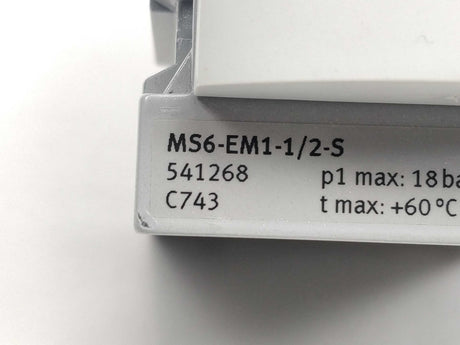 MS6-EM1-1/2-S
541268 p1 max: 18 ba
C743 t max: +60 °C